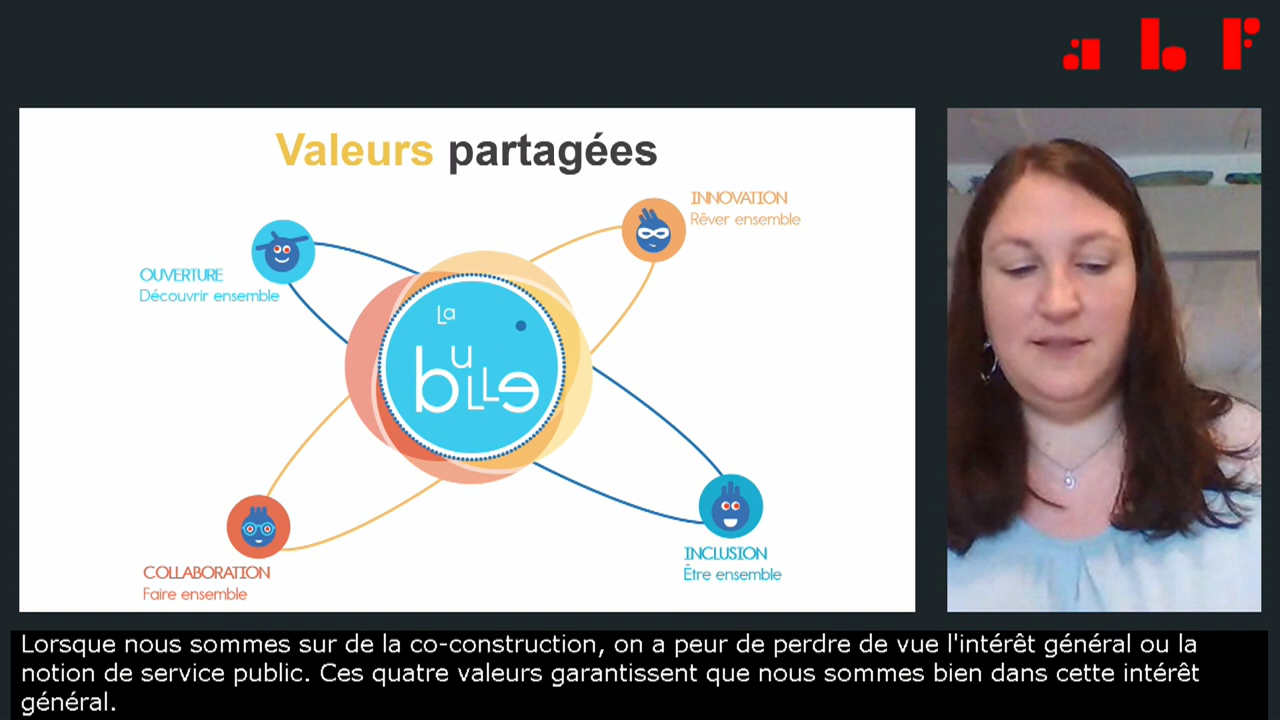 abf
Valeurs partagées
INNOVATION
Rêver ensemble
OUVERTURE
Découvrir ensemble
La
bulle
COLLABORATION
Faire ensemble
INCLUSION
Être ensemble
Lorsque nous sommes sur de la co-construction, on a peur de perdre de vue l'intérêt général ou la
notion de service public. Ces quatre valeurs garantissent que nous sommes bien dans cette intérêt
général.